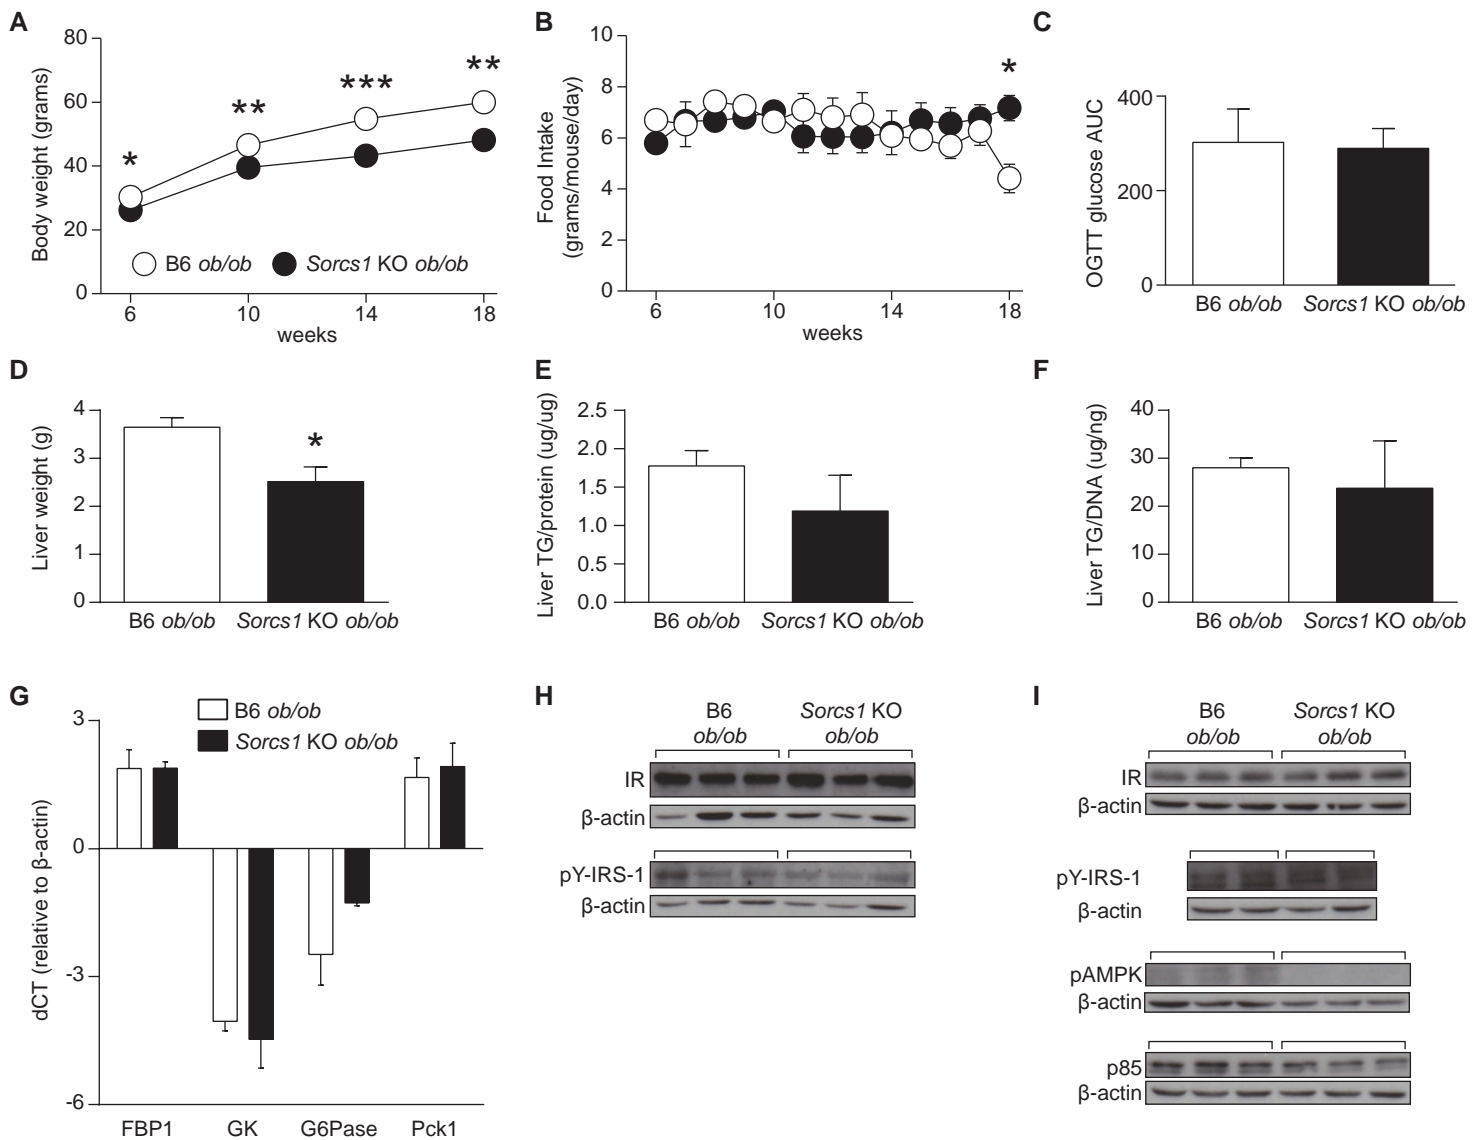 A
Body weight (grams)
80
60
40
20
0
*
**
***
**
B6 ob/ob
Sorcs1 KO ob/ob
6
10
14
18
weeks
B
Food Intake
(grams/mouse/day)
10
8
6
4
2
0
*
6
10
14
18
weeks
C
OGTT glucose AUC
400
200
0
B6 ob/ob
Sorcs1 KO ob/ob
D
Liver weight (g)
4
3
2
1
0
*
B6 ob/ob
Sorcs1 KO ob/ob
E
Liver TG/protein (ug/ug)
2.5
2.0
1.5
1.0
0.5
0.0
B6 ob/ob
Sorcs1 KO ob/ob
F
Liver TG/DNA (ug/ng)
40
30
20
10
0
B6 ob/ob
Sorcs1 KO ob/ob
G
dCT (relative to β-actin)
3
0
-3
-6
B6 ob/ob
Sorcs1 KO ob/ob
FBP1
GK
G6Pase
Pck1
H
B6
ob/ob
Sorcs1 KO
ob/ob
IR
β-actin
pY-IRS-1
β-actin
I
B6
ob/ob
Sorcs1 KO
ob/ob
IR
β-actin
pY-IRS-1
β-actin
pAMPK
β-actin
p85
β-actin